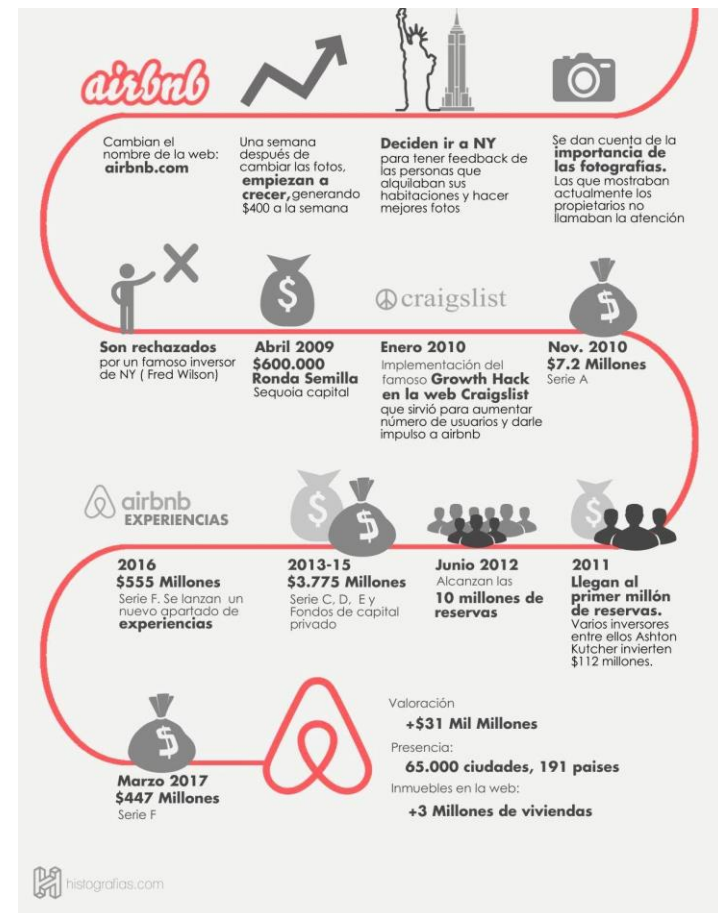 airbnb
Cambian el
nombre de la web:
airbnb.com
Una semana
después de
cambiar las fotos,
empiezan a
crecer, generando
$400 a la semana
Deciden ir a NY
para tener feedback de
las personas que
alquilaban sus
habitaciones y hacer
mejores fotos
Se dan cuenta de la
importancia de
las fotografías.
Las que mostraban
actualmente los
propietarios no
llamaban la atención
Son rechazados
por un famoso inversor
de NY ( Fred Wilson)
$
Abril 2009
$600.000
Ronda Semilla
Sequoia capital
craigslist
Enero 2010
Implementación del
famoso Growth Hack
en la web Craigslist
que sirvió para aumentar
número de usuarios y darle
impulso a airbnb
$
Nov. 2010
$7.2 Millones
Serie A
airbnb
EXPERIENCIAS
2016
$555 Millones
Serie F. Se lanzan un
nuevo apartado de
experiencias
$ $
2013-15
$3.775 Millones
Serie C, D, E y
Fondos de capital
privado
Junio 2012
Alcanzan las
10 millones de
reservas
$
2011
Llegan al
primer millón
de reservas.
Varios inversores
entre ellos Ashton
Kutcher invierten
$112 millones.
$
Marzo 2017
$447 Millones
Serie F
Valoración
+$31 Mil Millones
Presencia:
65.000 ciudades, 191 paises
Inmuebles en la web:
+3 Millones de viviendas
histografias.com